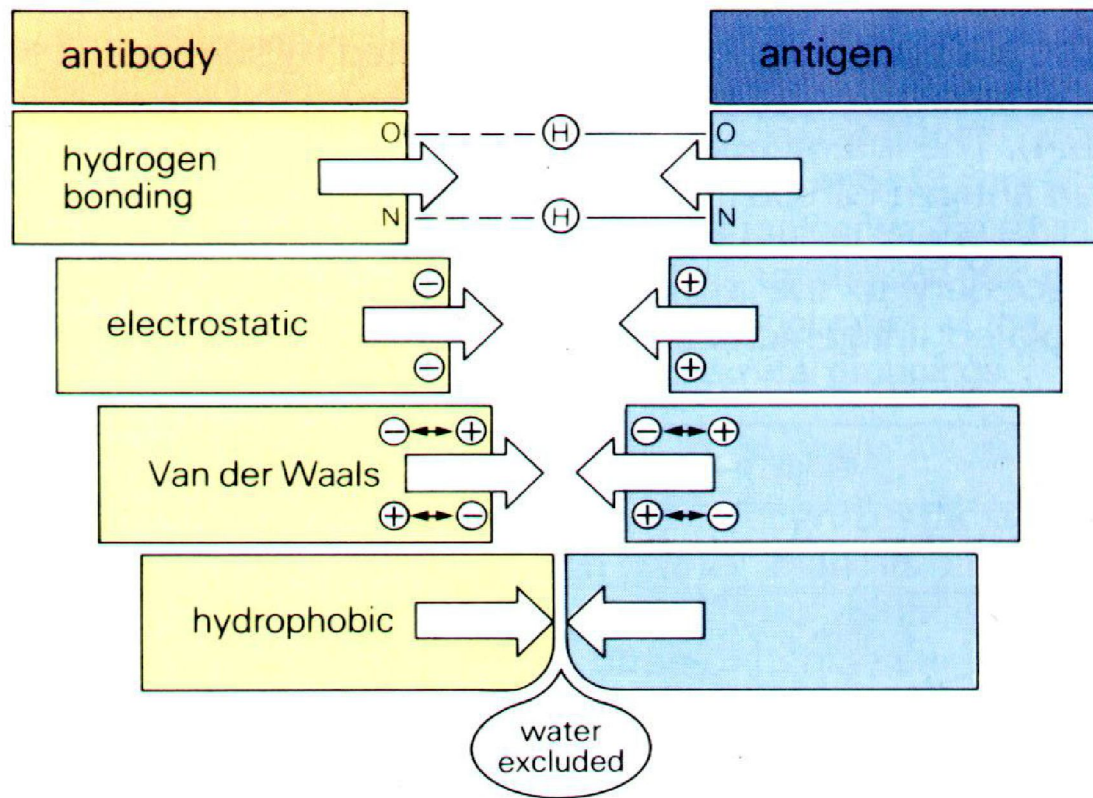 antibody
antigen
hydrogen
bonding
O
H
O
N
H
N
electrostatic
−
+
−
+
Van der Waals
− +
− +
+ −
+ −
hydrophobic
water
excluded